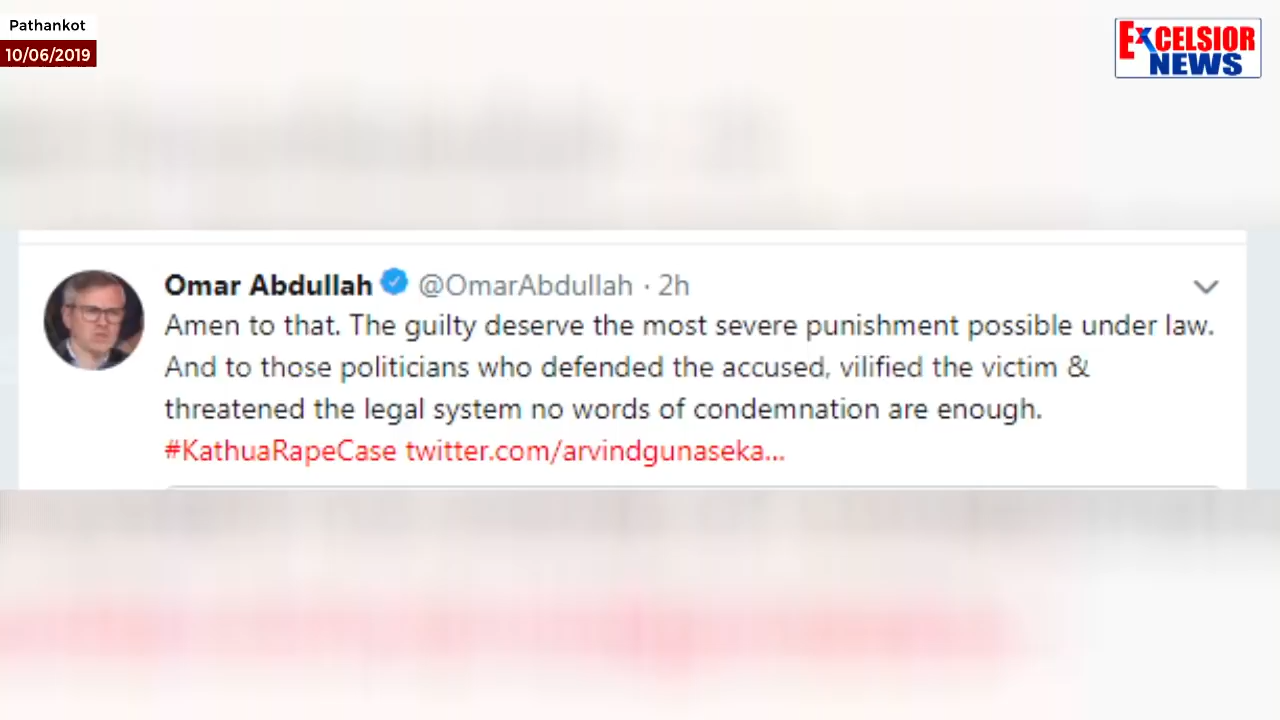 Pathankot
10/06/2019
EXCELSIOR
NEWS
Omar Abdullah @OmarAbdullah · 2h
Amen to that. The guilty deserve the most severe punishment possible under law.
And to those politicians who defended the accused, vilified the victim &
threatened the legal system no words of condemnation are enough.
#KathuaRapeCase twitter.com/arvindgunaseka...